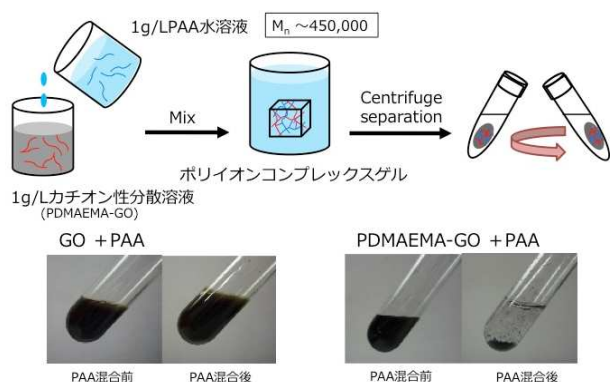 1g/LPAA水溶液
Mn ～450,000
Mix
Centrifuge
separation
ポリイオンコンプレックスゲル
1g/Lカチオン性分散溶液
(PDMAEMA-GO)
GO +PAA
PDMAEMA-GO +PAA
PAA混合前
PAA混合後
PAA混合前
PAA混合後